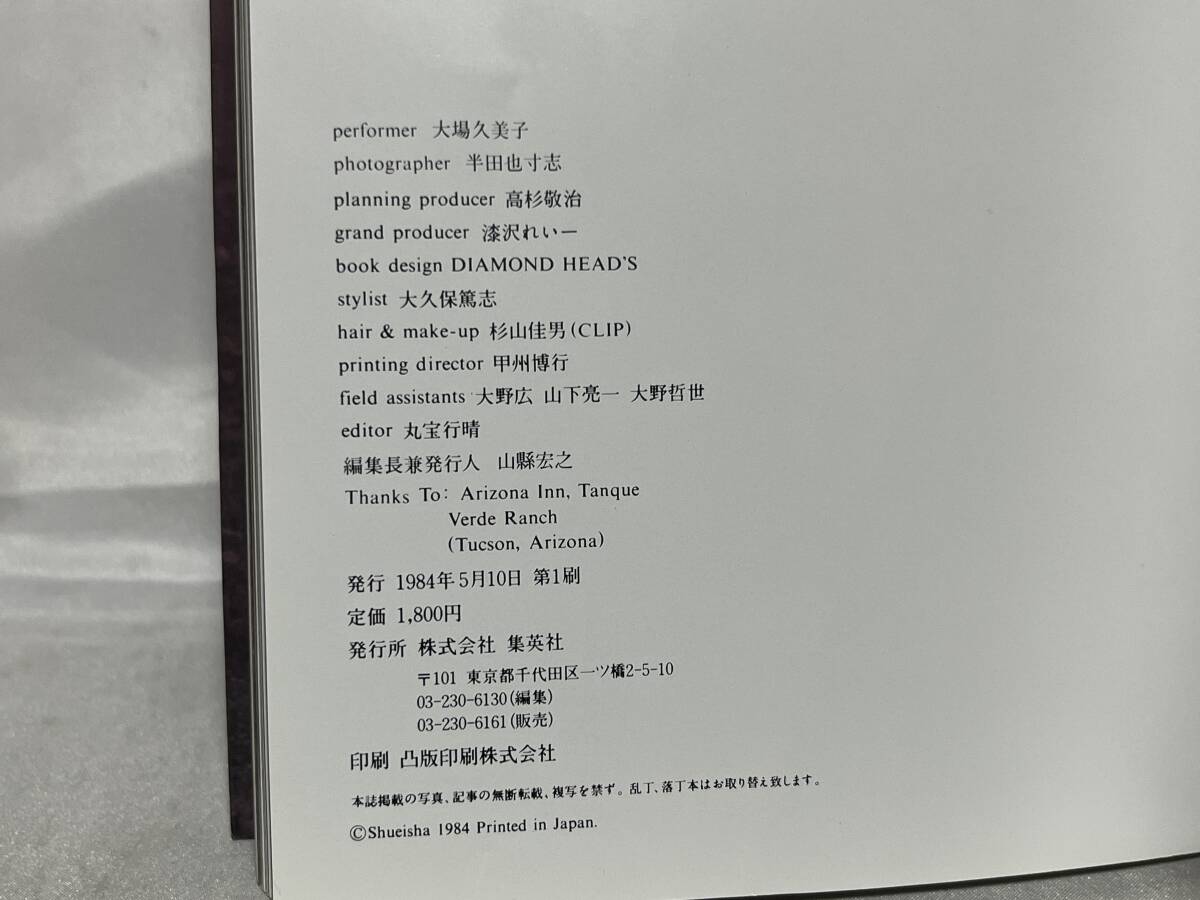 performer 大場久美子
photographer 半田也寸志
planning producer 高杉敬治
grand producer 漆沢れいー
book design DIAMOND HEAD'S
stylist 大久保篤志
hair & make-up 杉山佳男(CLIP)
printing director 甲州博行
field assistants 大野広 山下亮一 大野哲世
editor 丸宝行晴
編集長兼発行人 山縣宏之
Thanks To: Arizona Inn, Tanque
Verde Ranch
(Tucson, Arizona)
発行 1984年5月10日 第1刷
定価 1,800円
発行所 株式会社 集英社
〒101 東京都千代田区一ツ橋2-5-10
03-230-6130(編集)
03-230-6161(販売)
印刷 凸版印刷株式会社
本誌掲載の写真、記事の無断転載、複写を禁ず。乱丁、落丁本はお取り替え致します。
©Shueisha 1984 Printed in Japan.